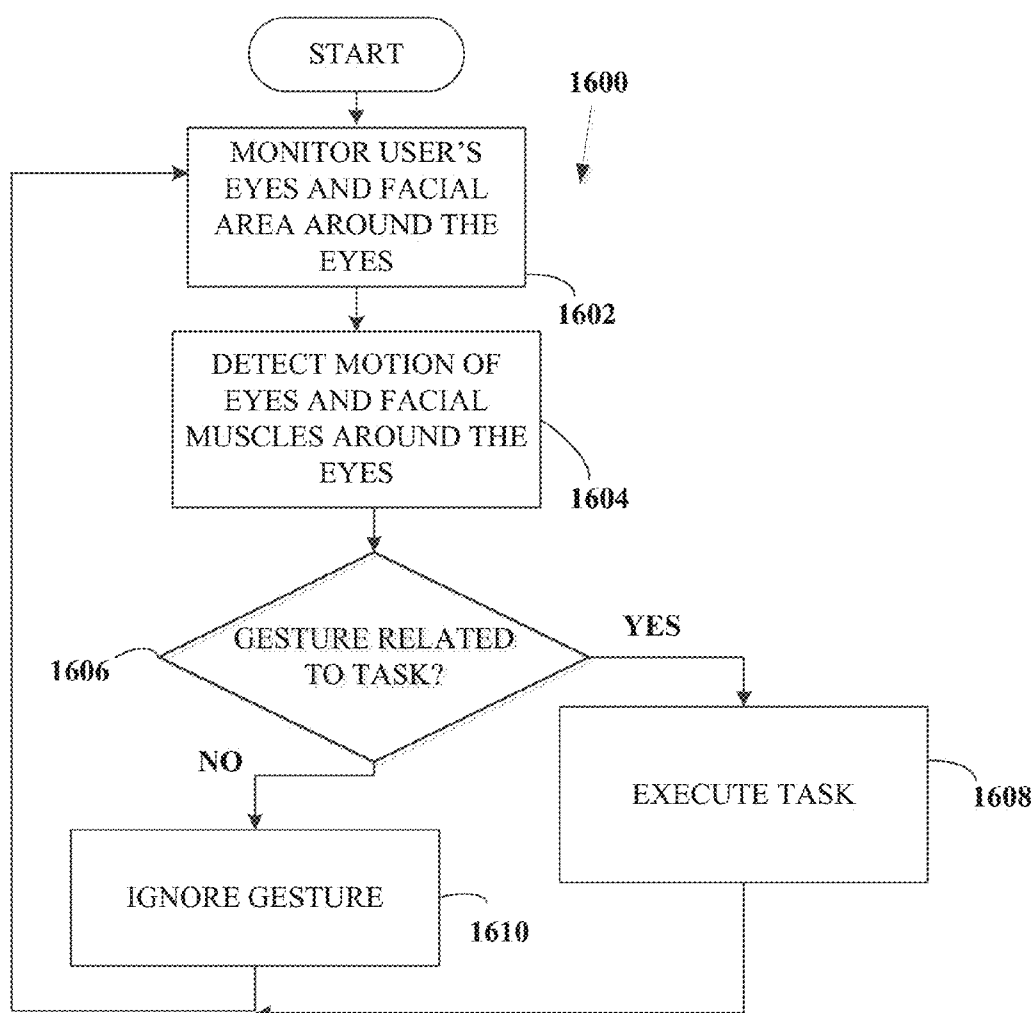 START
1600
MONITOR USER'S
EYES AND FACIAL
AREA AROUND THE
EYES
1602
DETECT MOTION OF
EYES AND FACIAL
MUSCLES AROUND THE
EYES
1604
GESTURE RELATED
TO TASK?
1606
YES
NO
EXECUTE TASK
1608
IGNORE GESTURE
1610